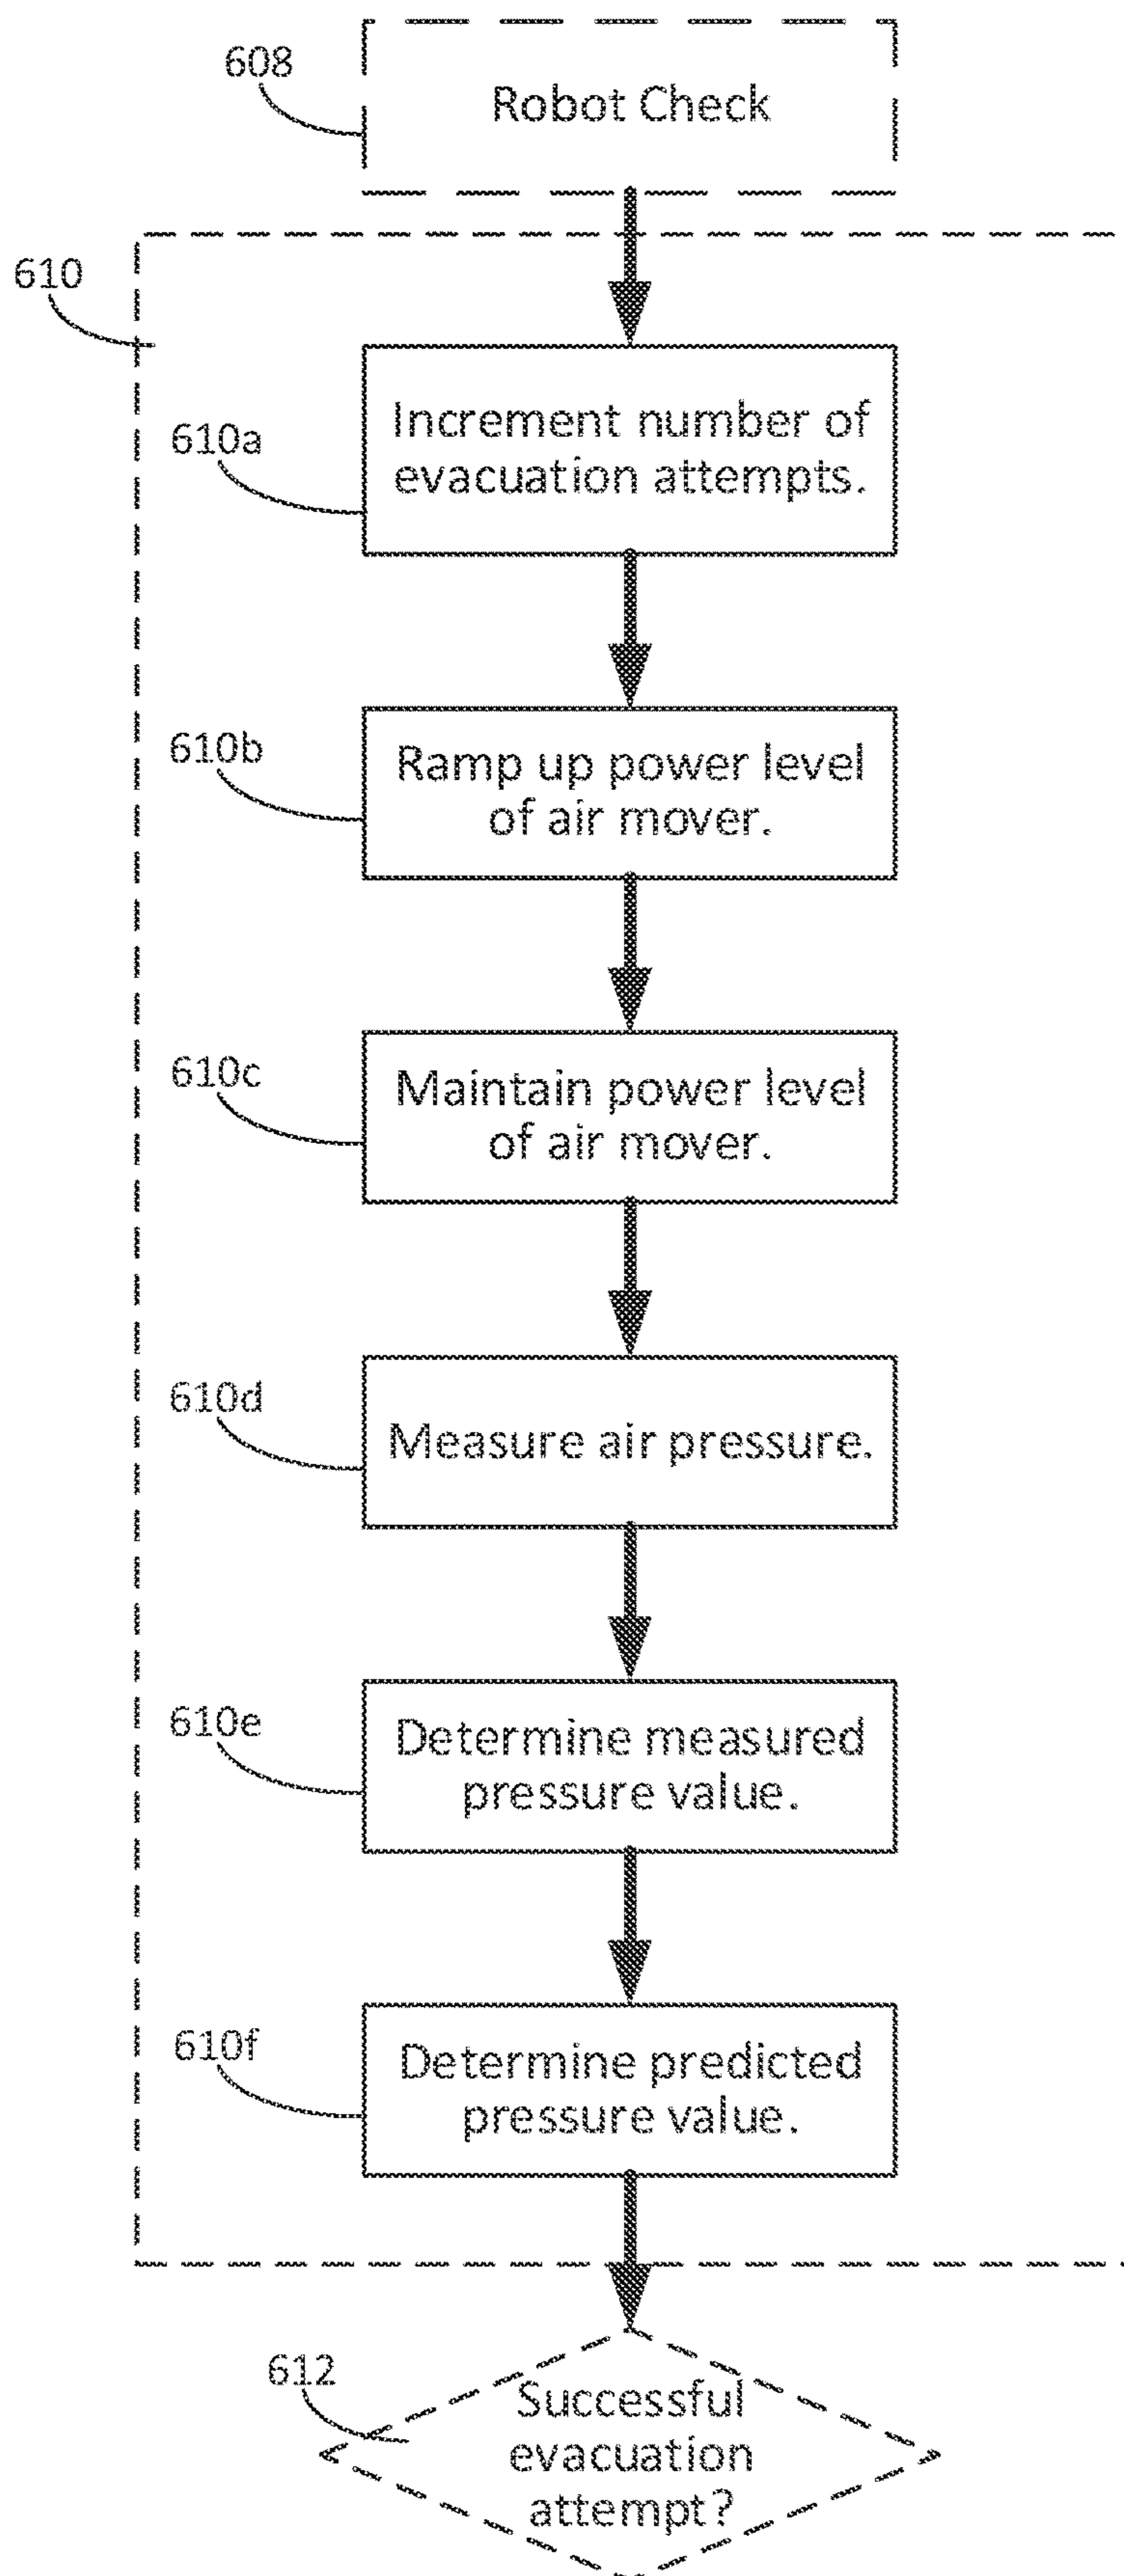 608
Robot Check
610
610a
Increment number of
evacuation attempts.
610b
Ramp up power level
of air mover.
610c
Maintain power level
of air mover.
610d
Measure air pressure.
610e
Determine measured
pressure value.
610f
Determine predicted
pressure value.
612
Successful
evacuation
attempt?